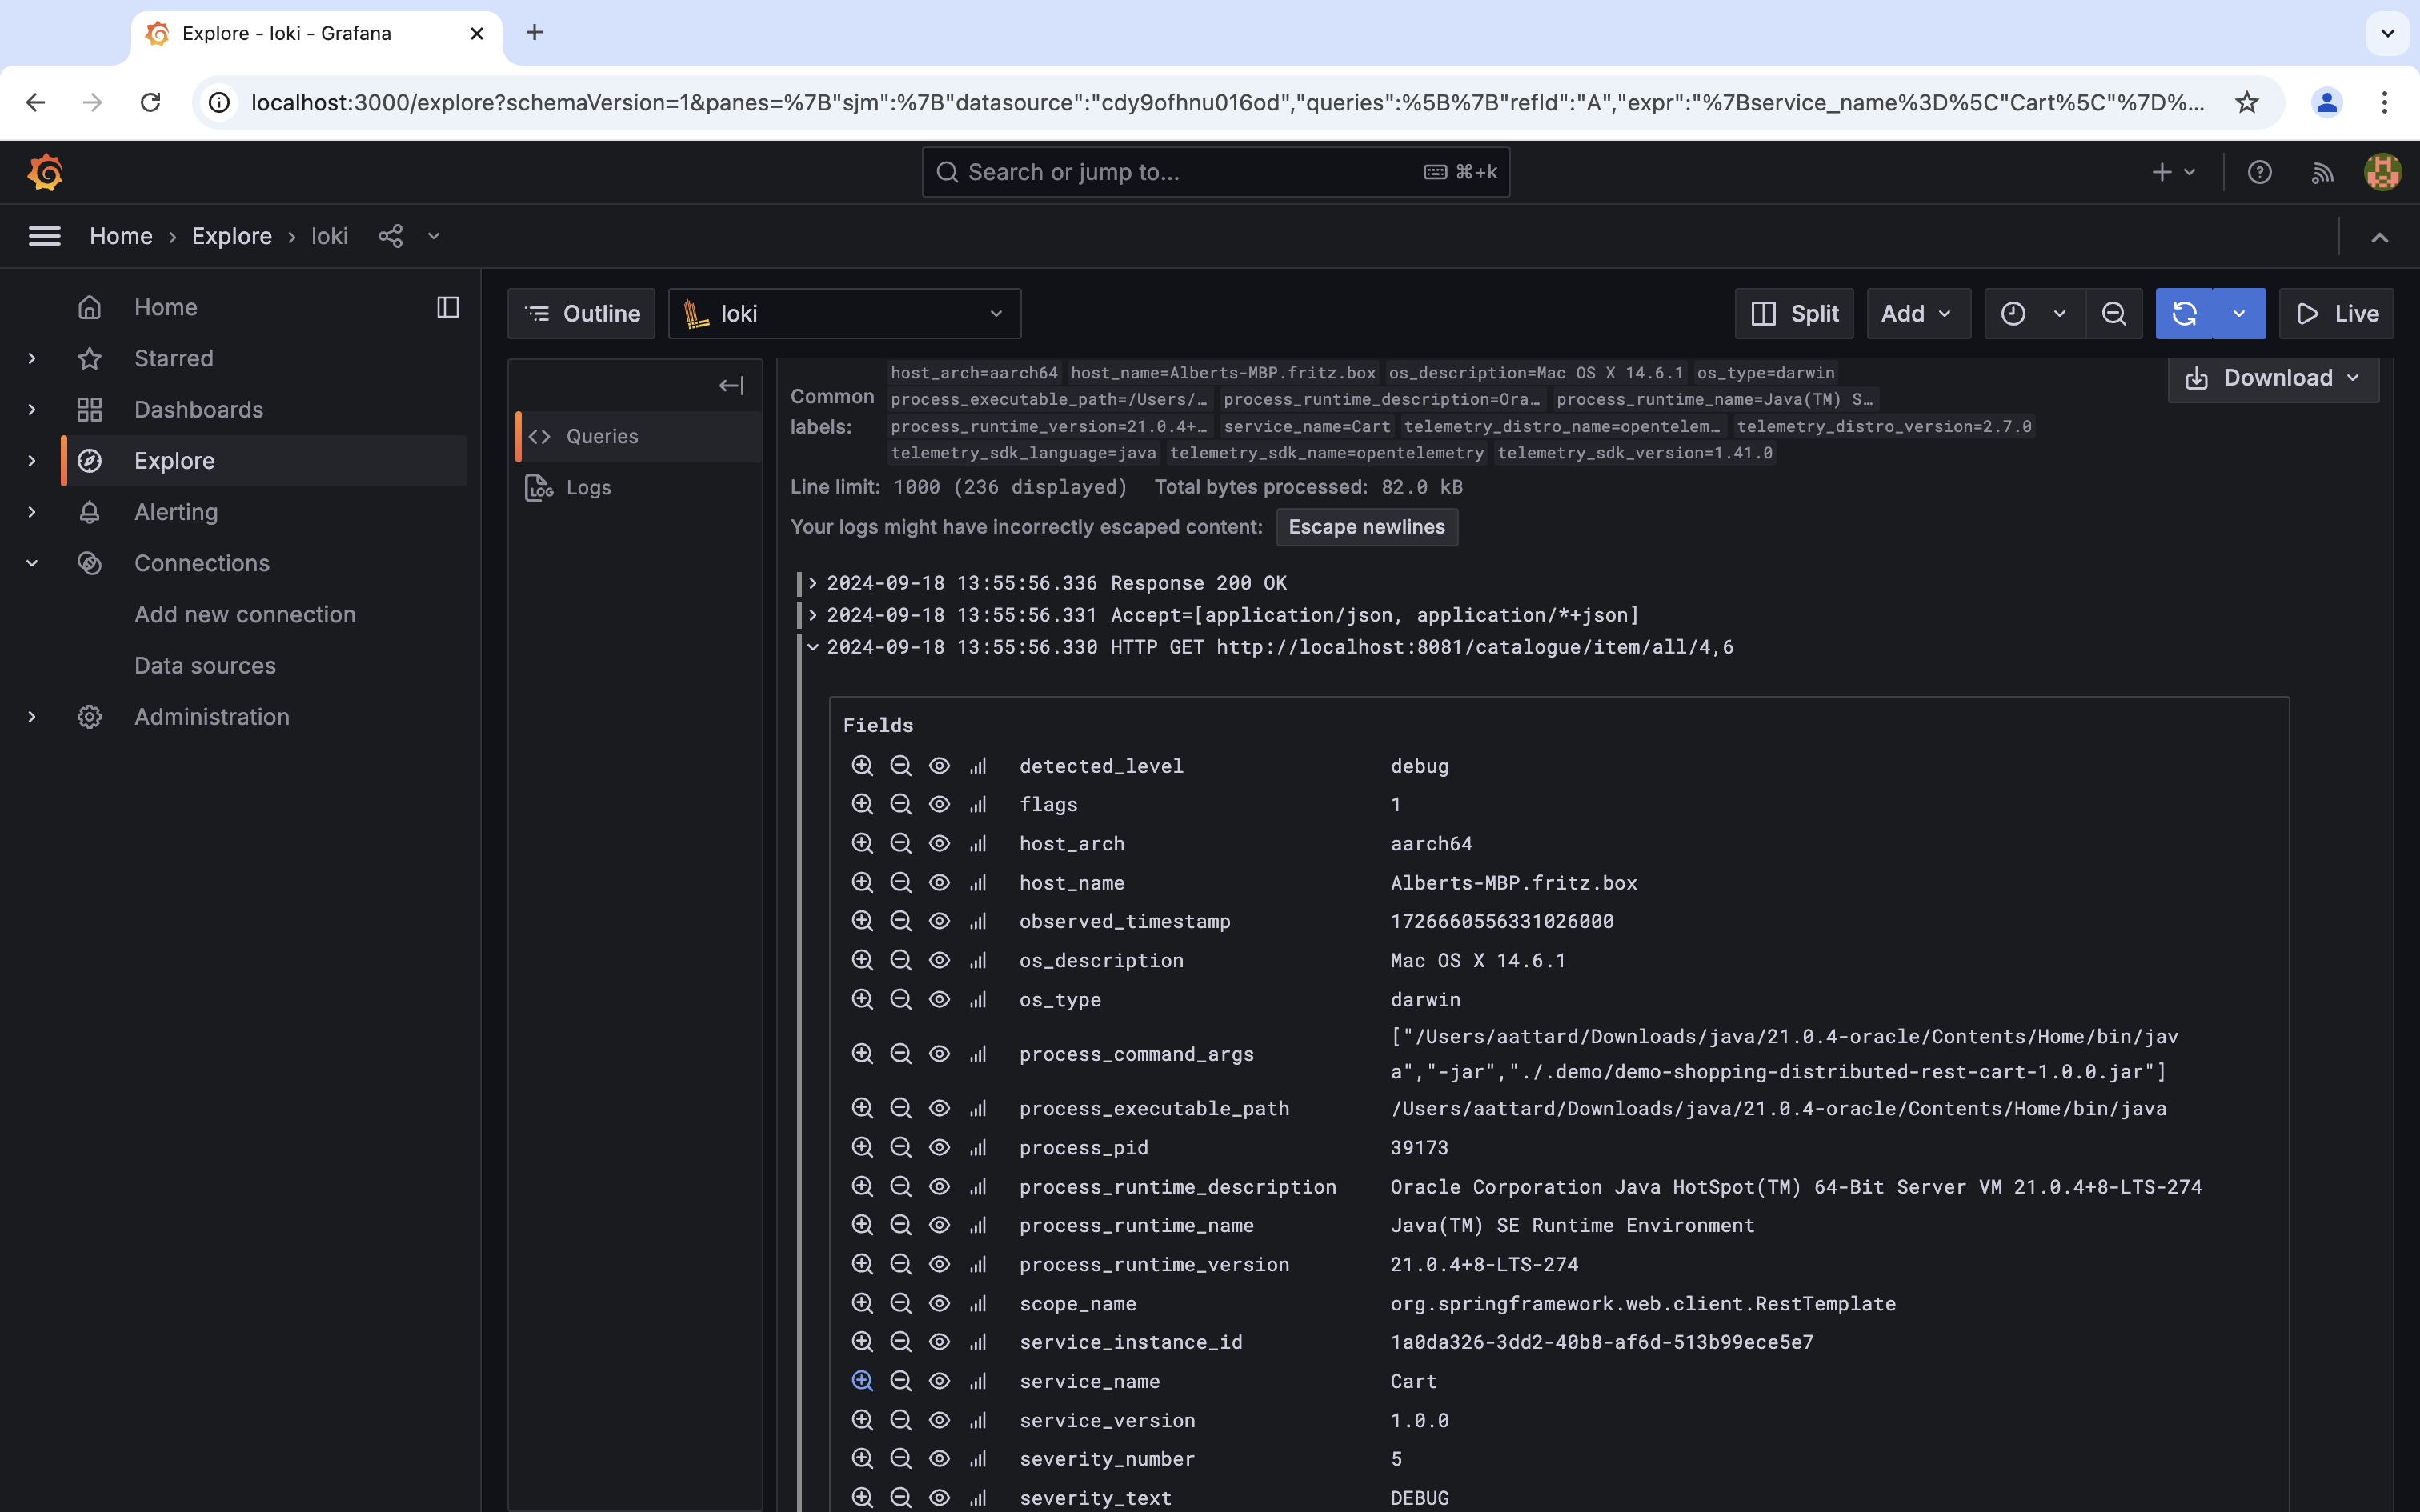 Explore - loki - Grafana
localhost:3000/explore?schemaVersion=1&panes=%7B"sjm":%7B"datasource":"cdy9ofhnu016od","queries":%5B%7B"refId":"A","expr":"%7Bservice_name%3D%5C"Cart%5C"%7D%...
Search or jump to... ⌘+k
Home › Explore › loki
Home
Starred
Dashboards
Explore
Alerting
Connections
Add new connection
Data sources
Administration
Outline loki Split Add Live
Queries
Logs
Common labels:
host_arch=aarch64 host_name=Alberts-MBP.fritz.box os_description=Mac OS X 14.6.1 os_type=darwin
process_executable_path=/Users/… process_runtime_description=Ora… process_runtime_name=Java(TM) S…
process_runtime_version=21.0.4+… service_name=Cart telemetry_distro_name=opentelem… telemetry_distro_version=2.7.0
telemetry_sdk_language=java telemetry_sdk_name=opentelemetry telemetry_sdk_version=1.41.0
Download
Line limit: 1000 (236 displayed) Total bytes processed: 82.0 kB
Your logs might have incorrectly escaped content: Escape newlines
2024-09-18 13:55:56.336 Response 200 OK
2024-09-18 13:55:56.331 Accept=[application/json, application/*+json]
2024-09-18 13:55:56.330 HTTP GET http://localhost:8081/catalogue/item/all/4,6
Fields
detected_level debug
flags 1
host_arch aarch64
host_name Alberts-MBP.fritz.box
observed_timestamp 1726660556331026000
os_description Mac OS X 14.6.1
os_type darwin
process_command_args ["/Users/aattard/Downloads/java/21.0.4-oracle/Contents/Home/bin/jav
a","-jar","./.demo/demo-shopping-distributed-rest-cart-1.0.0.jar"]
process_executable_path /Users/aattard/Downloads/java/21.0.4-oracle/Contents/Home/bin/java
process_pid 39173
process_runtime_description Oracle Corporation Java HotSpot(TM) 64-Bit Server VM 21.0.4+8-LTS-274
process_runtime_name Java(TM) SE Runtime Environment
process_runtime_version 21.0.4+8-LTS-274
scope_name org.springframework.web.client.RestTemplate
service_instance_id 1a0da326-3dd2-40b8-af6d-513b99ece5e7
service_name Cart
service_version 1.0.0
severity_number 5
severity_text DEBUG